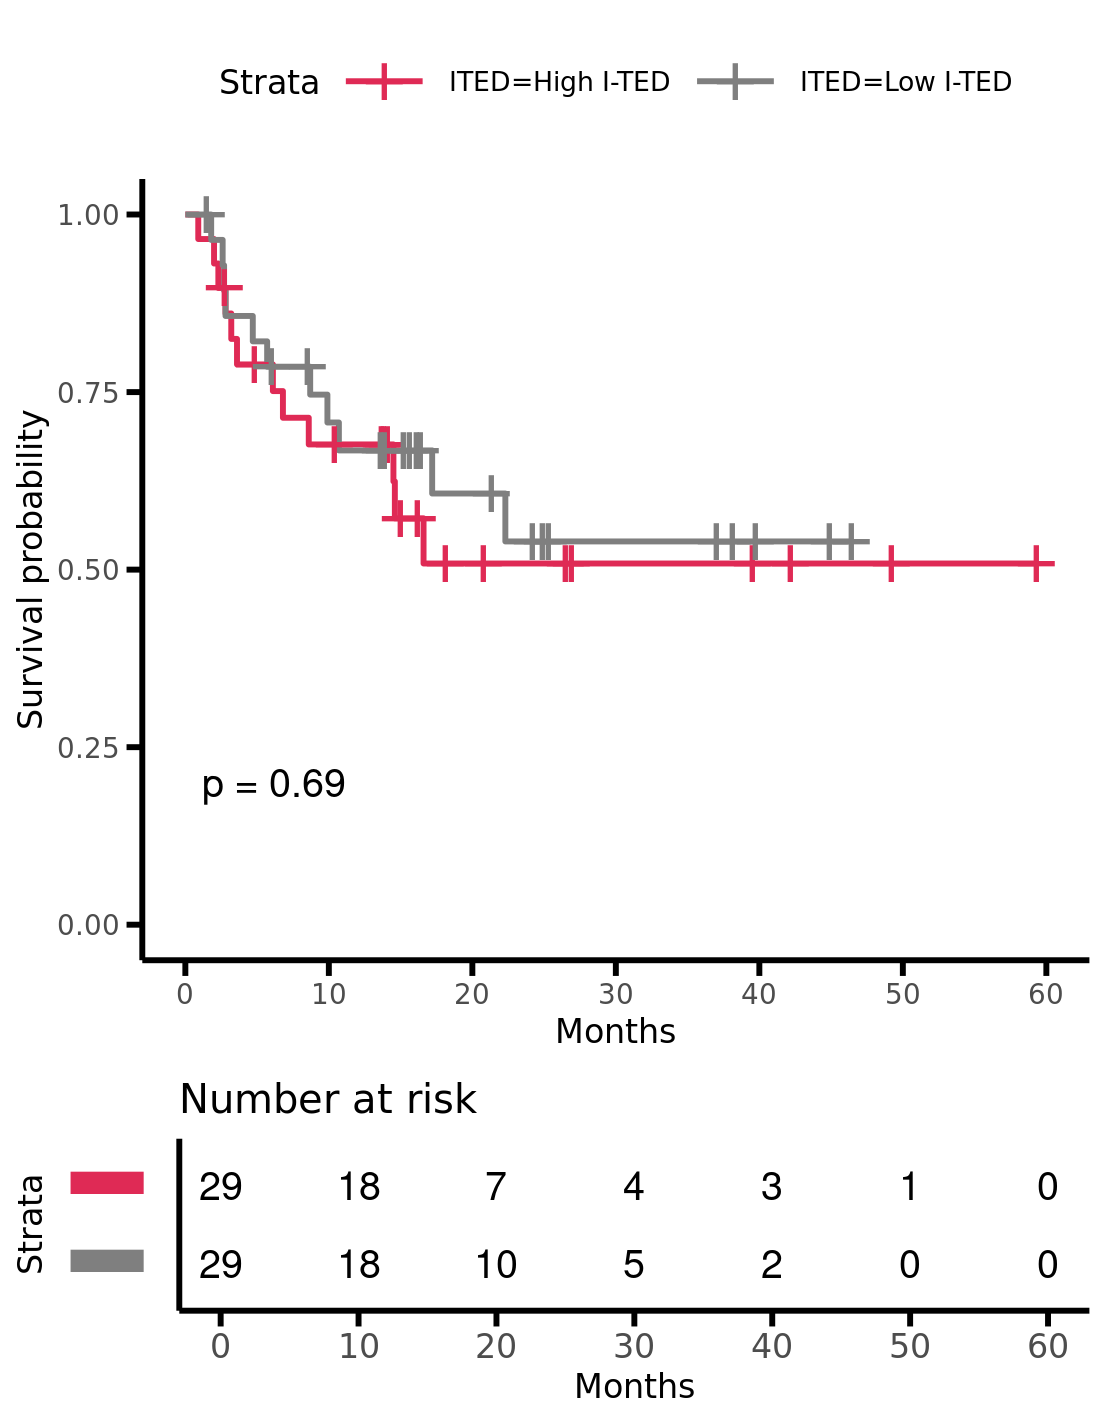 Strata ITED=High I-TED ITED=Low I-TED
Survival probability
1.00
0.75
0.50
0.25
0.00
p = 0.69
0 10 20 30 40 50 60
Months
Number at risk
Strata
29 18 7 4 3 1 0
29 18 10 5 2 0 0
0 10 20 30 40 50 60
Months